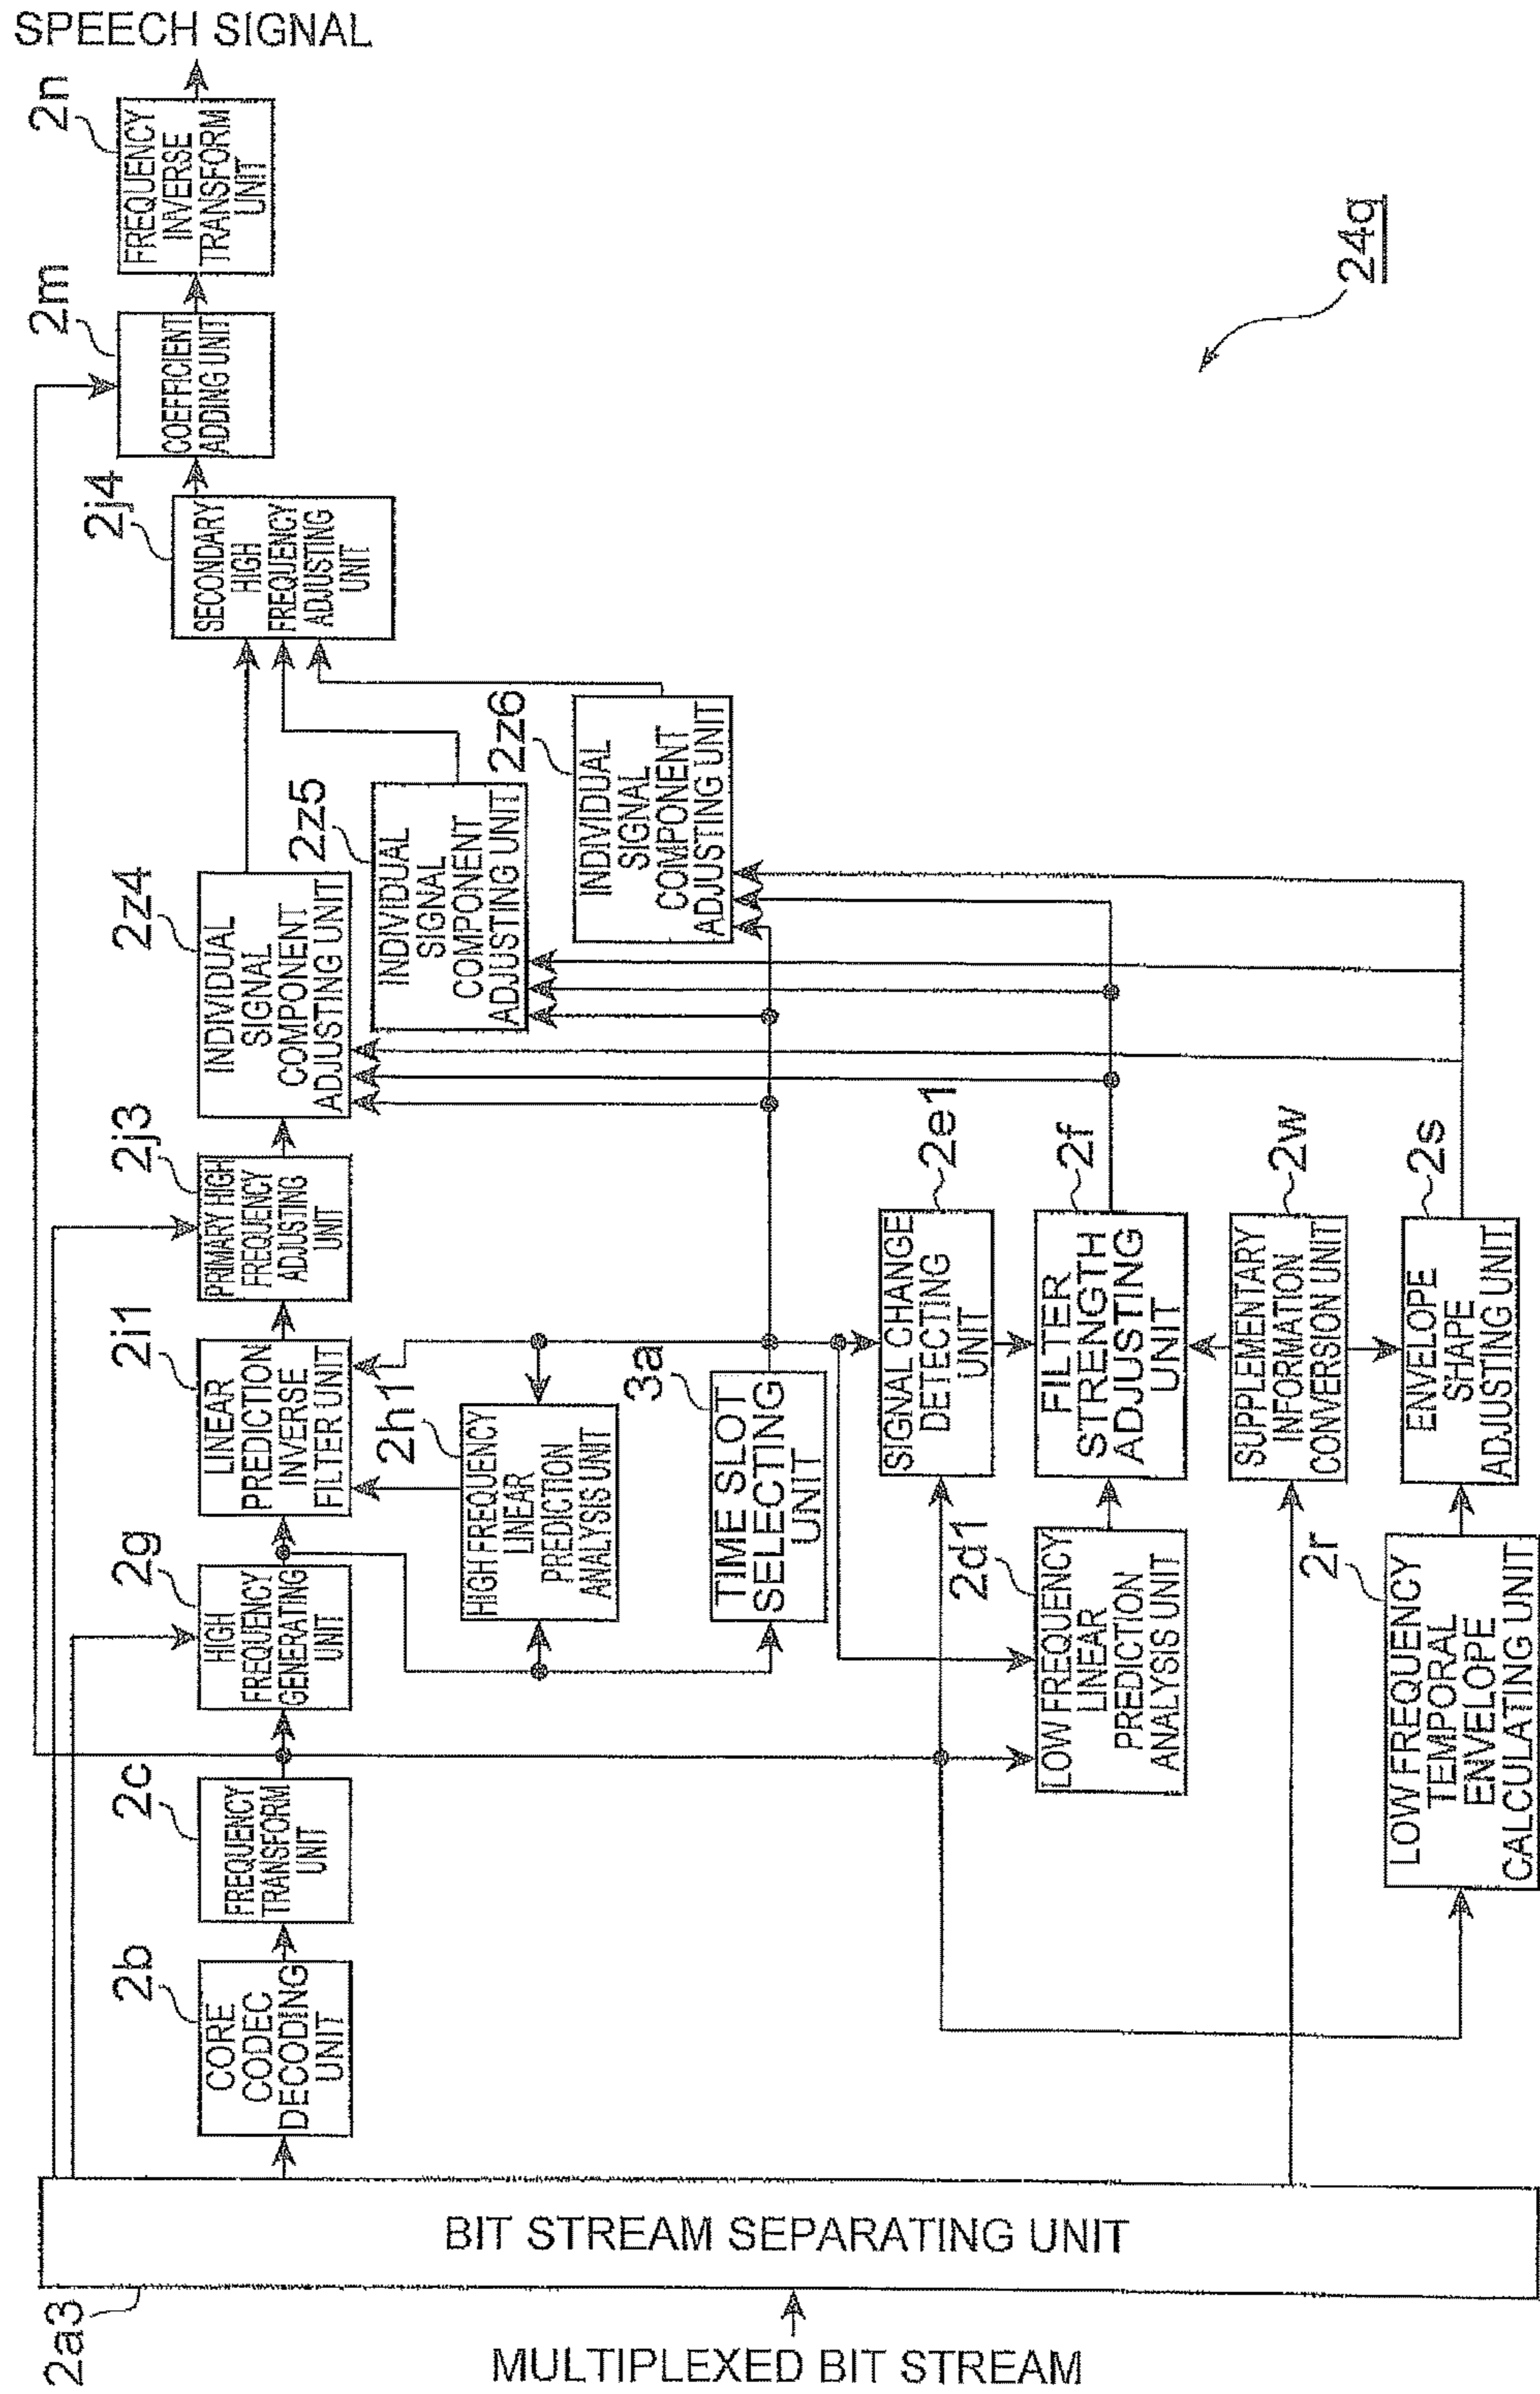 MULTIPLEXED BIT STREAM
2a3
BIT STREAM SEPARATING UNIT
2b
CORE
CODEC
DECODING
UNIT
2c
FREQUENCY
TRANSFORM
UNIT
2g
HIGH
FREQUENCY
GENERATING
UNIT
2i1
LINEAR
PREDICTION
INVERSE
FILTER UNIT
2j3
PRIMARY HIGH
FREQUENCY
ADJUSTING
UNIT
2z4
INDIVIDUAL
SIGNAL
COMPONENT
ADJUSTING UNIT
2z5
INDIVIDUAL
SIGNAL
COMPONENT
ADJUSTING UNIT
2z6
INDIVIDUAL
SIGNAL
COMPONENT
ADJUSTING UNIT
2j4
SECONDARY
HIGH
FREQUENCY
ADJUSTING
UNIT
2m
COEFFICIENT
ADDING UNIT
2n
FREQUENCY
INVERSE
TRANSFORM
UNIT
SPEECH SIGNAL
2h1
HIGH FREQUENCY
LINEAR
PREDICTION
ANALYSIS UNIT
3a
TIME SLOT
SELECTING
UNIT
2e1
SIGNAL CHANGE
DETECTING
UNIT
2d1
LOW FREQUENCY
LINEAR
PREDICTION
ANALYSIS UNIT
2f
FILTER
STRENGTH
ADJUSTING
UNIT
2w
SUPPLEMENTARY
INFORMATION
CONVERSION UNIT
2r
LOW FREQUENCY
TEMPORAL
ENVELOPE
CALCULATING UNIT
2s
ENVELOPE
SHAPE
ADJUSTING UNIT
24q